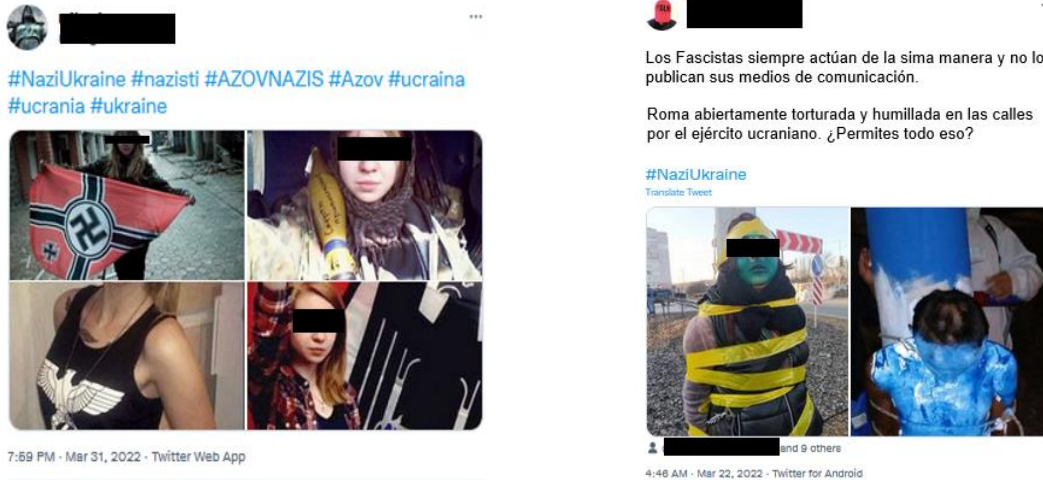 #NaziUkraine #nazisti #AZOVNAZIS #Azov #ucraina
#ucrania #ukraine
7:59 PM · Mar 31, 2022 · Twitter Web App
Los Fascistas siempre actúan de la sima manera y no lo
publican sus medios de comunicación.
Roma abiertamente torturada y humillada en las calles
por el ejército ucraniano. ¿Permites todo eso?
#NaziUkraine
Translate Tweet
and 9 others
4:46 AM · Mar 22, 2022 · Twitter for Android